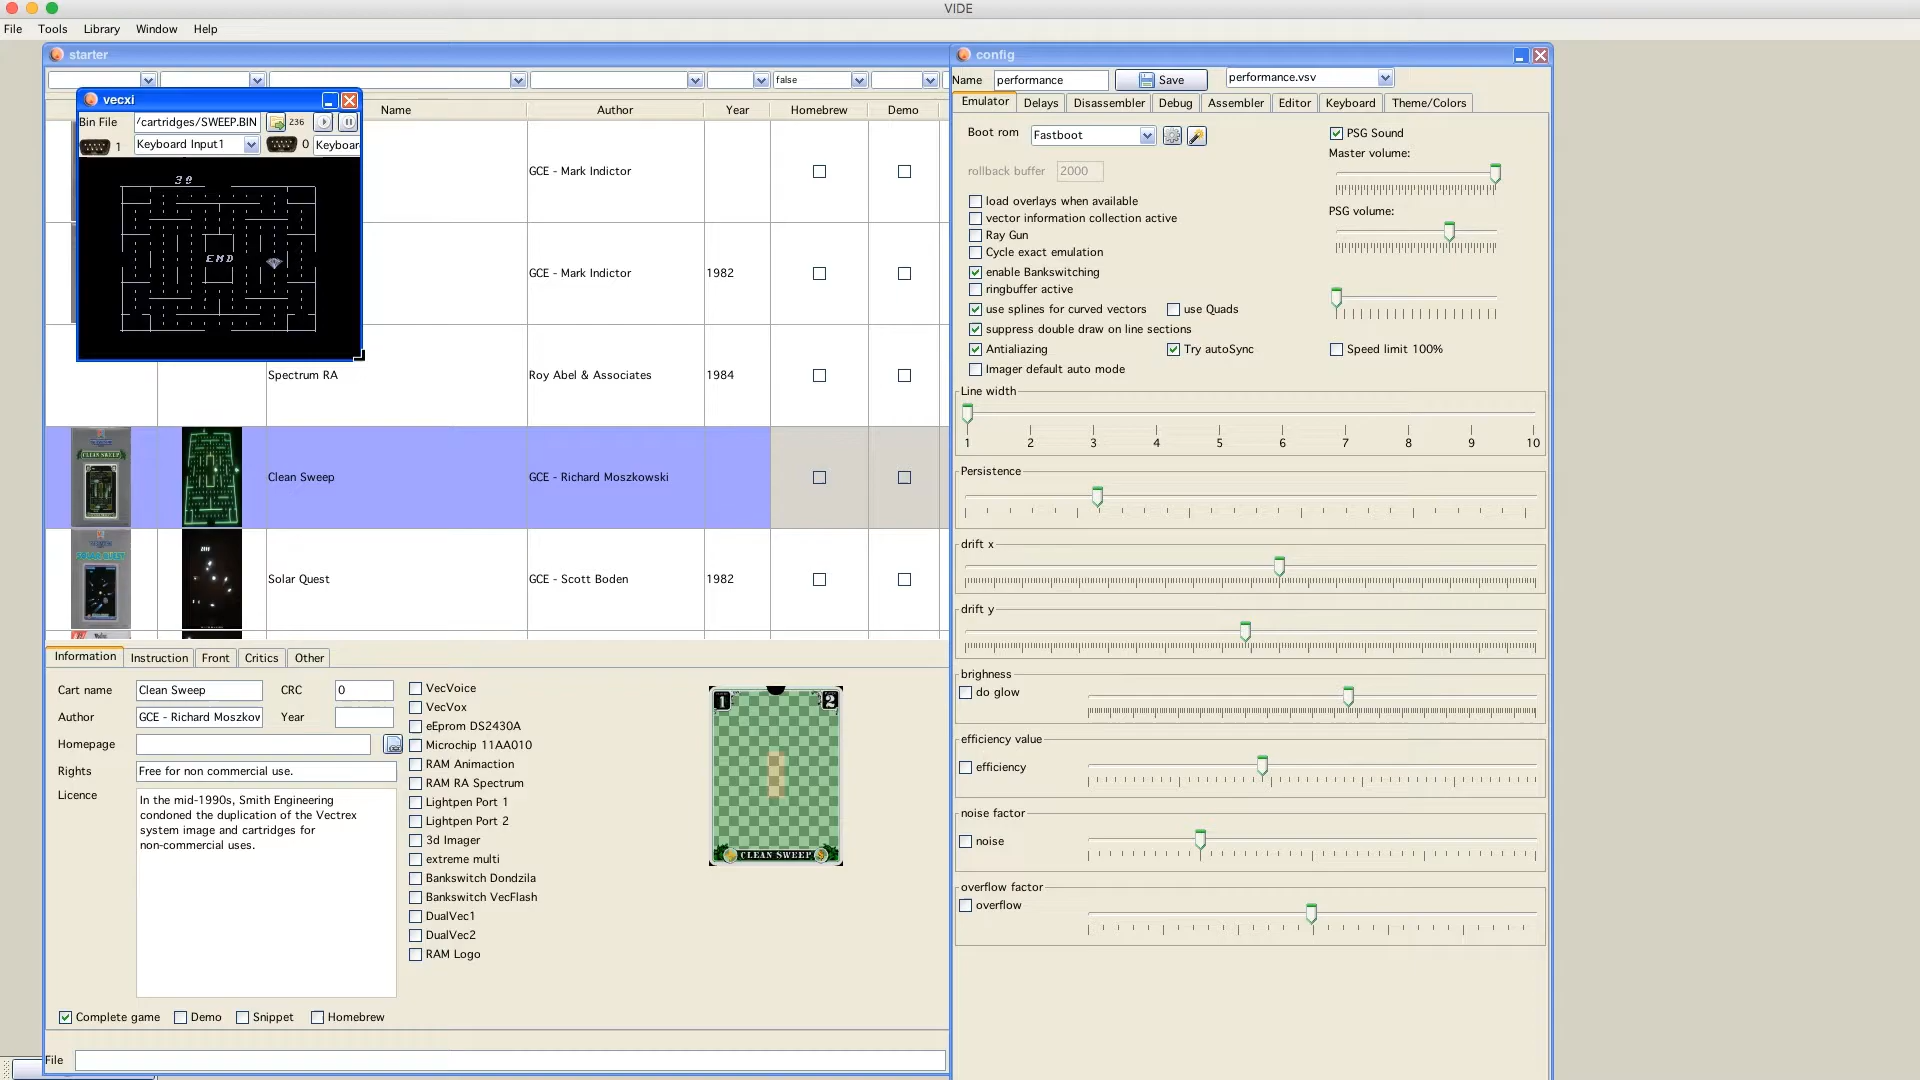 VIDE
File Tools Library Window Help
starter
false
Name Author Year Homebrew Demo
vecxi
Bin File /cartridges/SWEEP.BIN 236
1 Keyboard Input1 0 Keyboar
30
END
GCE - Mark Indictor
GCE - Mark Indictor 1982
Spectrum RA Roy Abel & Associates 1984
CLEAN SWEEP
Clean Sweep GCE - Richard Moszkowski
Solar Quest GCE - Scott Boden 1982
Information Instruction Front Critics Other
Cart name Clean Sweep CRC 0
Author GCE - Richard Moszkov Year
Homepage
Rights Free for non commercial use.
Licence
In the mid-1990s, Smith Engineering
condoned the duplication of the Vectrex
system image and cartridges for
non-commercial uses.
VecVoice
VecVox
eEprom DS2430A
Microchip 11AA010
RAM Animaction
RAM RA Spectrum
Lightpen Port 1
Lightpen Port 2
3d Imager
extreme multi
Bankswitch Dondzila
Bankswitch VecFlash
DualVec1
DualVec2
RAM Logo
1 2
CLEAN SWEEP
Complete game Demo Snippet Homebrew
File
config
Name performance Save performance.vsv
Emulator Delays Disassembler Debug Assembler Editor Keyboard Theme/Colors
Boot rom Fastboot
rollback buffer 2000
load overlays when available
vector information collection active
Ray Gun
Cycle exact emulation
enable Bankswitching
ringbuffer active
use splines for curved vectors use Quads
suppress double draw on line sections
Antialiazing Try autoSync
Imager default auto mode
PSG Sound
Master volume:
PSG volume:
Speed limit 100%
Line width
1 2 3 4 5 6 7 8 9 10
Persistence
drift x
drift y
brighness
do glow
efficiency value
efficiency
noise factor
noise
overflow factor
overflow